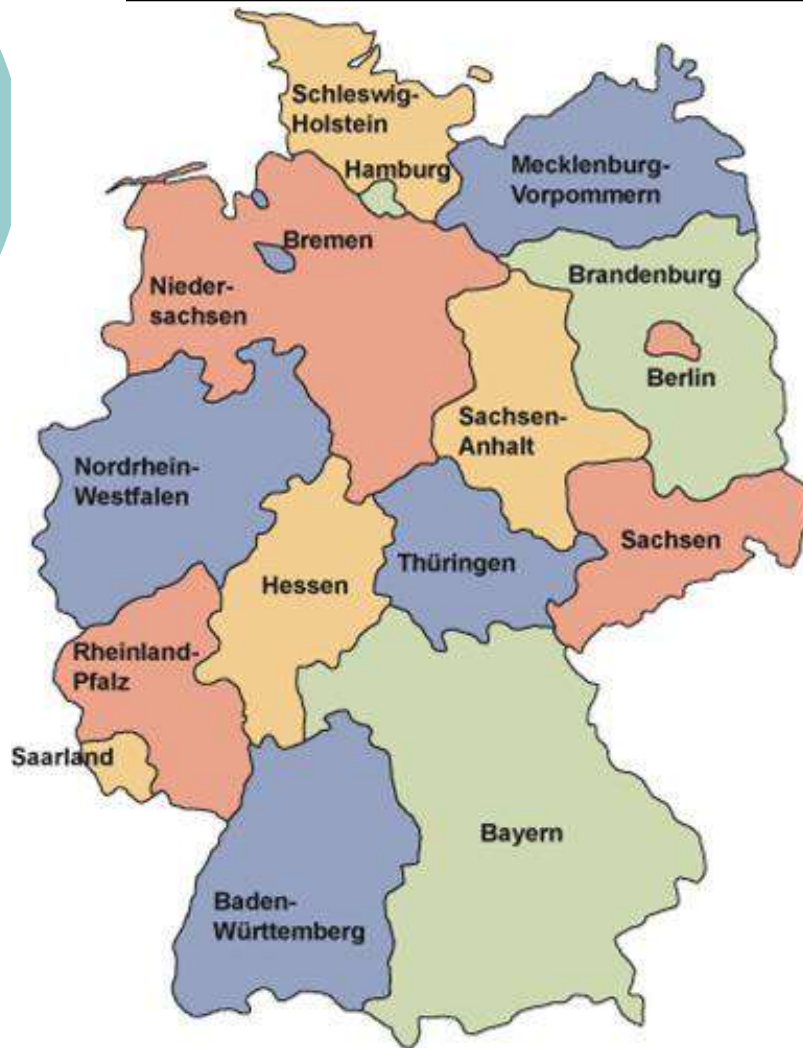 Schleswig-
Holstein
Hamburg
Mecklenburg-
Vorpommern
Bremen
Brandenburg
Nieder-
sachsen
Berlin
Sachsen-
Anhalt
Nordrhein-
Westfalen
Sachsen
Thüringen
Hessen
Rheinland-
Pfalz
Saarland
Bayern
Baden-
Württemberg